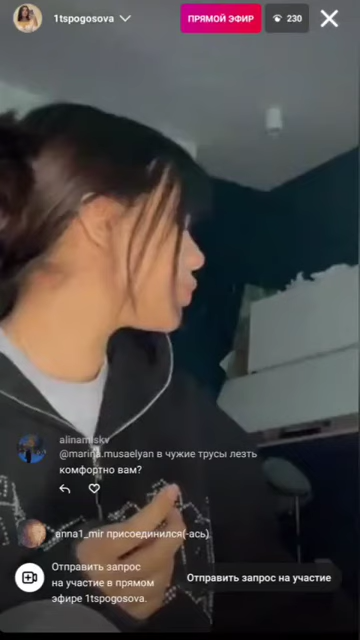 1tspogosova
ПРЯМОЙ ЭФИР
230
alinamiskv
@marina.musaelyan в чужие трусы лезть
комфортно вам?
anna1_mir присоединился(-ась)
Отправить запрос
на участие в прямом
эфире 1tspogosova.
Отправить запрос на участие